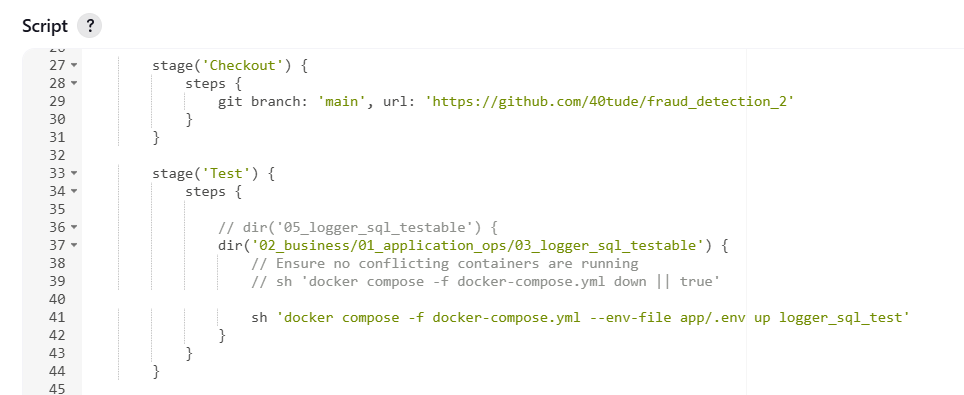 Script ?
27 stage('Checkout') {
28 steps {
29 git branch: 'main', url: 'https://github.com/40tude/fraud_detection_2'
30 }
31 }
32
33 stage('Test') {
34 steps {
35
36 // dir('05_logger_sql_testable') {
37 dir('02_business/01_application_ops/03_logger_sql_testable') {
38 // Ensure no conflicting containers are running
39 // sh 'docker compose -f docker-compose.yml down || true'
40
41 sh 'docker compose -f docker-compose.yml --env-file app/.env up logger_sql_test'
42 }
43 }
44 }
45